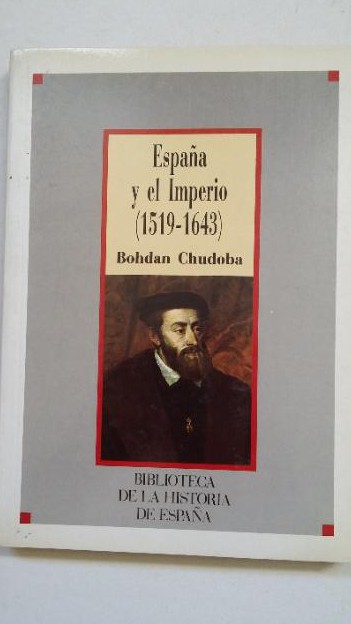 España
y el Imperio
(1519-1643)
Bohdan Chudoba
BIBLIOTECA
DE LA HISTORIA
DE ESPAÑA